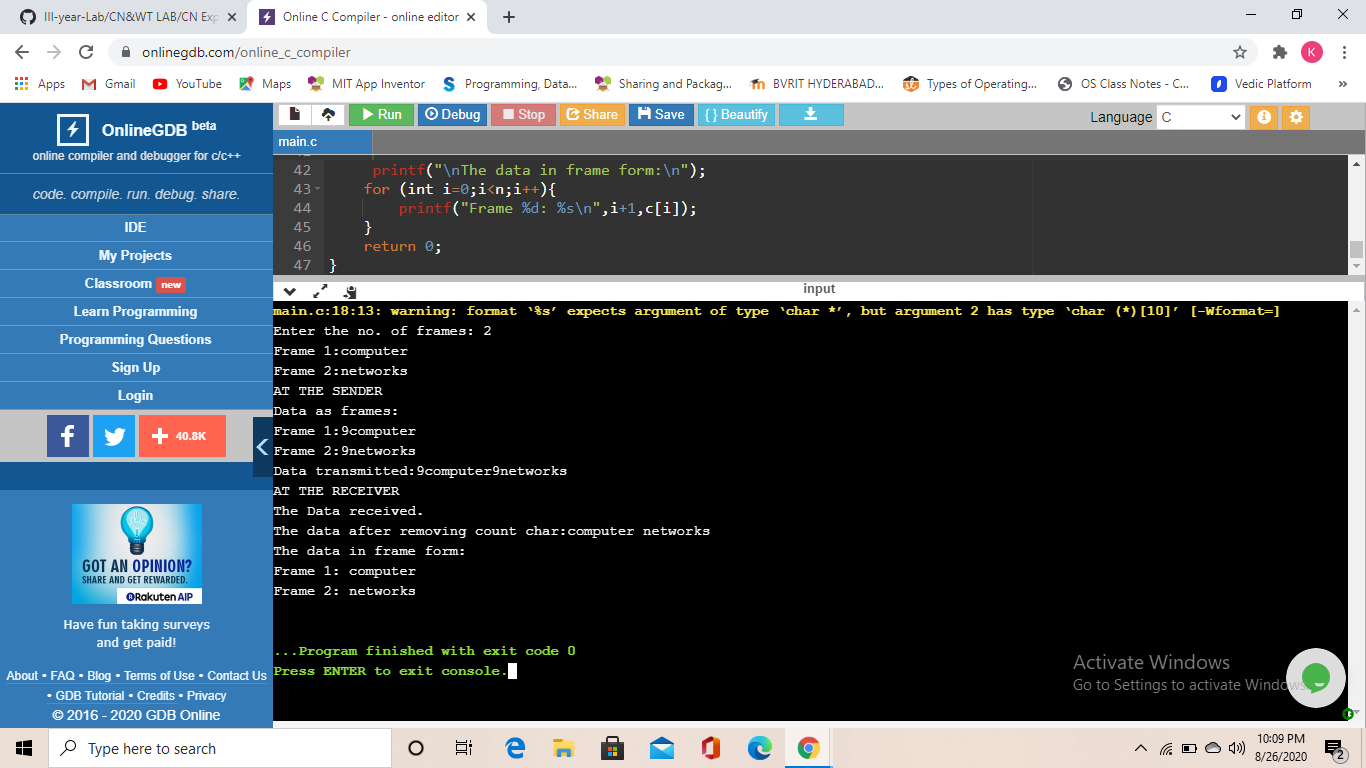 III-year-Lab/CN&WT LAB/CN Exp
Online C Compiler - online editor
onlinegdb.com/online_c_compiler
K
Apps
Gmail
YouTube
Maps
MIT App Inventor
Programming, Data...
Sharing and Packag...
BVRIT HYDERABAD...
Types of Operating...
OS Class Notes - C...
Vedic Platform
»
OnlineGDB beta
online compiler and debugger for c/c++
code. compile. run. debug. share.
IDE
My Projects
Classroom new
Learn Programming
Programming Questions
Sign Up
Login
40.8K
GOT AN OPINION?
SHARE AND GET REWARDED.
Rakuten AIP
Have fun taking surveys
and get paid!
About • FAQ • Blog • Terms of Use • Contact Us
• GDB Tutorial • Credits • Privacy
© 2016 - 2020 GDB Online
Run
Debug
Stop
Share
Save
{ } Beautify
Language C
main.c
42 printf("\nThe data in frame form:\n");
43 for (int i=0;i<n;i++){
44 printf("Frame %d: %s\n",i+1,c[i]);
45 }
46 return 0;
47 }
input
main.c:18:13: warning: format ‘%s’ expects argument of type ‘char *’, but argument 2 has type ‘char (*)[10]’ [-Wformat=]
Enter the no. of frames: 2
Frame 1:computer
Frame 2:networks
AT THE SENDER
Data as frames:
Frame 1:9computer
Frame 2:9networks
Data transmitted:9computer9networks
AT THE RECEIVER
The Data received.
The data after removing count char:computer networks
The data in frame form:
Frame 1: computer
Frame 2: networks
...Program finished with exit code 0
Press ENTER to exit console.
Activate Windows
Go to Settings to activate Windows.
Type here to search
10:09 PM
8/26/2020
2